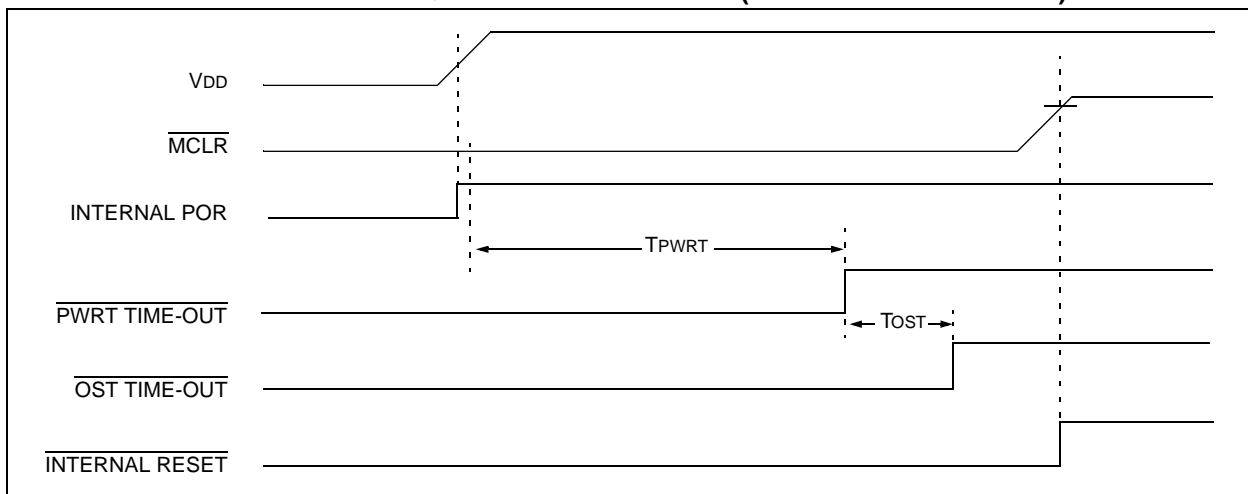 VDD
MCLR
INTERNAL POR
TPWRT
PWRT TIME-OUT
TOST
OST TIME-OUT
INTERNAL RESET